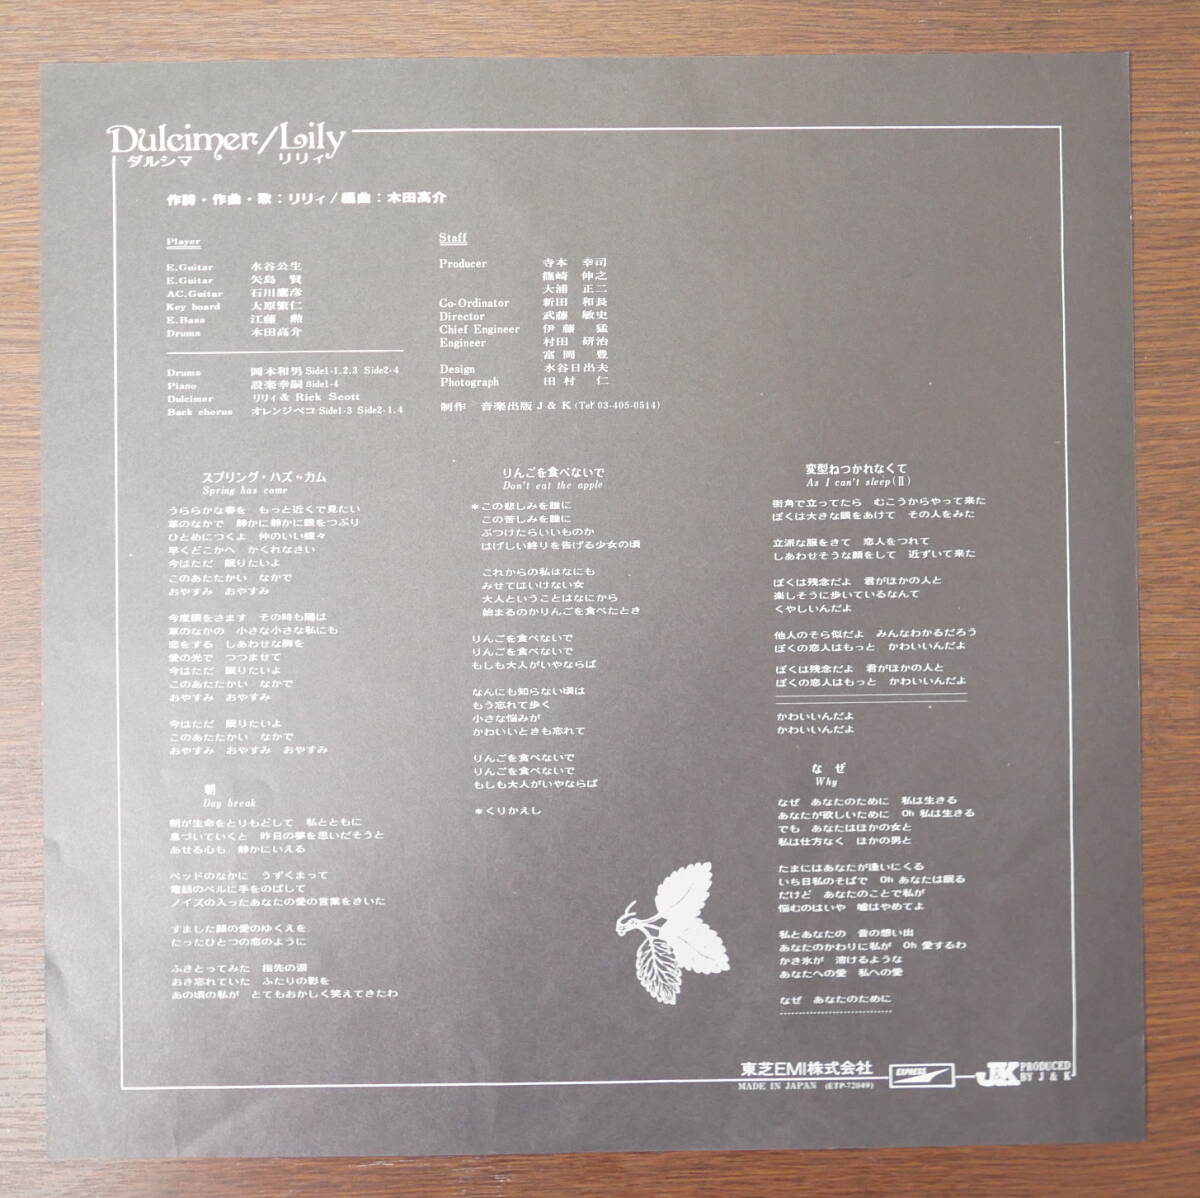 Dulcimer/Lily
ダルシマ リリィ
作詩・作曲・歌：リリィ/編曲：木田高介
Player
E.Guitar 水谷公生
E.Guitar 矢島 賢
AC.Guitar 石川鷹彦
Key board 大原繁仁
E.Bass 江藤 勲
Drums 木田高介
Drums 岡本和男 Side1-1.2.3 Side2-4
Piano 設楽幸嗣 Side1-4
Dulcimer リリィ & Rick Scott
Back chorus オレンジペコ Side1-3 Side2-1.4
Staff
Producer 寺本 幸司
篠崎 伸之
大浦 正二
Co-Ordinator 新田 和長
Director 武藤 敏史
Chief Engineer 伊藤 猛
Engineer 村田 研治
富岡 豊
Design 水谷日出夫
Photograph 田村 仁
制作 音楽出版 J & K (Tel 03-405-0514)
スプリング・ハズ・カム
Spring has come
うららかな春を もっと近くで見たい
草のなかで 静かに静かに眼をつぶり
ひとめにつくよ 仲のいい蝶々
早くどこかへ かくれなさい
今はただ 眠りたいよ
このあたたかい なかで
おやすみ おやすみ
今度眼をさます その時も陽は
草のなかの 小さな小さな私にも
恋をする しあわせな胸を
愛の光で つつませて
今はただ 眠りたいよ
このあたたかい なかで
おやすみ おやすみ
今はただ 眠りたいよ
このあたたかい なかで
おやすみ おやすみ おやすみ
朝
Day break
朝が生命をとりもどして 私とともに
息づいていくと 昨日の夢を思いだそうと
あせる心も 静かにいえる
ベッドのなかに うずくまって
電話のベルに手をのばして
ノイズの入ったあなたの愛の言葉をきいた
すました顔の愛のゆくえを
たったひとつの恋のように
ふきとってみた 指先の涙
おき忘れていた ふたりの影を
あの頃の私が とてもおかしく笑えてきたわ
りんごを食べないで
Don't eat the apple
＊この悲しみを誰に
この苦しみを誰に
ぶつけたらいいものか
はげしい終りを告げる少女の頃
これからの私はなにも
みせてはいけない女
大人ということはなにから
始まるのかりんごを食べたとき
りんごを食べないで
りんごを食べないで
もしも大人がいやならば
なんにも知らない頃は
もう忘れて歩く
小さな悩みが
かわいいときも忘れて
りんごを食べないで
りんごを食べないで
もしも大人がいやならば
＊くりかえし
変型ねつかれなくて
As I can't sleep (II)
街角で立ってたら むこうからやって来た
ぼくは大きな眼をあけて その人をみた
立派な服をきて 恋人をつれて
しあわせそうな顔をして 近ずいて来た
ぼくは残念だよ 君がほかの人と
楽しそうに歩いているなんて
くやしいんだよ
他人のそら似だよ みんなわかるだろう
ぼくの恋人はもっと かわいいんだよ
ぼくは残念だよ 君がほかの人と
ぼくの恋人はもっと かわいいんだよ
かわいいんだよ
かわいいんだよ
なぜ
Why
なぜ あなたのために 私は生きる
あなたが欲しいために Oh 私は生きる
でも あなたはほかの女と
私は仕方なく ほかの男と
たまにはあなたが逢いにくる
いち日私のそばで Oh あなたは眠る
だけど あなたのことで私が
悩むのはいや 嘘はやめてよ
私とあなたの 昔の想い出
あなたのかわりに私が Oh 愛するわ
かき氷が 溶けるような
あなたへの愛 私への愛
なぜ あなたのために
東芝EMI株式会社
MADE IN JAPAN (ETP-72049)
EXPRESS
J&K PRODUCED
BY J & K